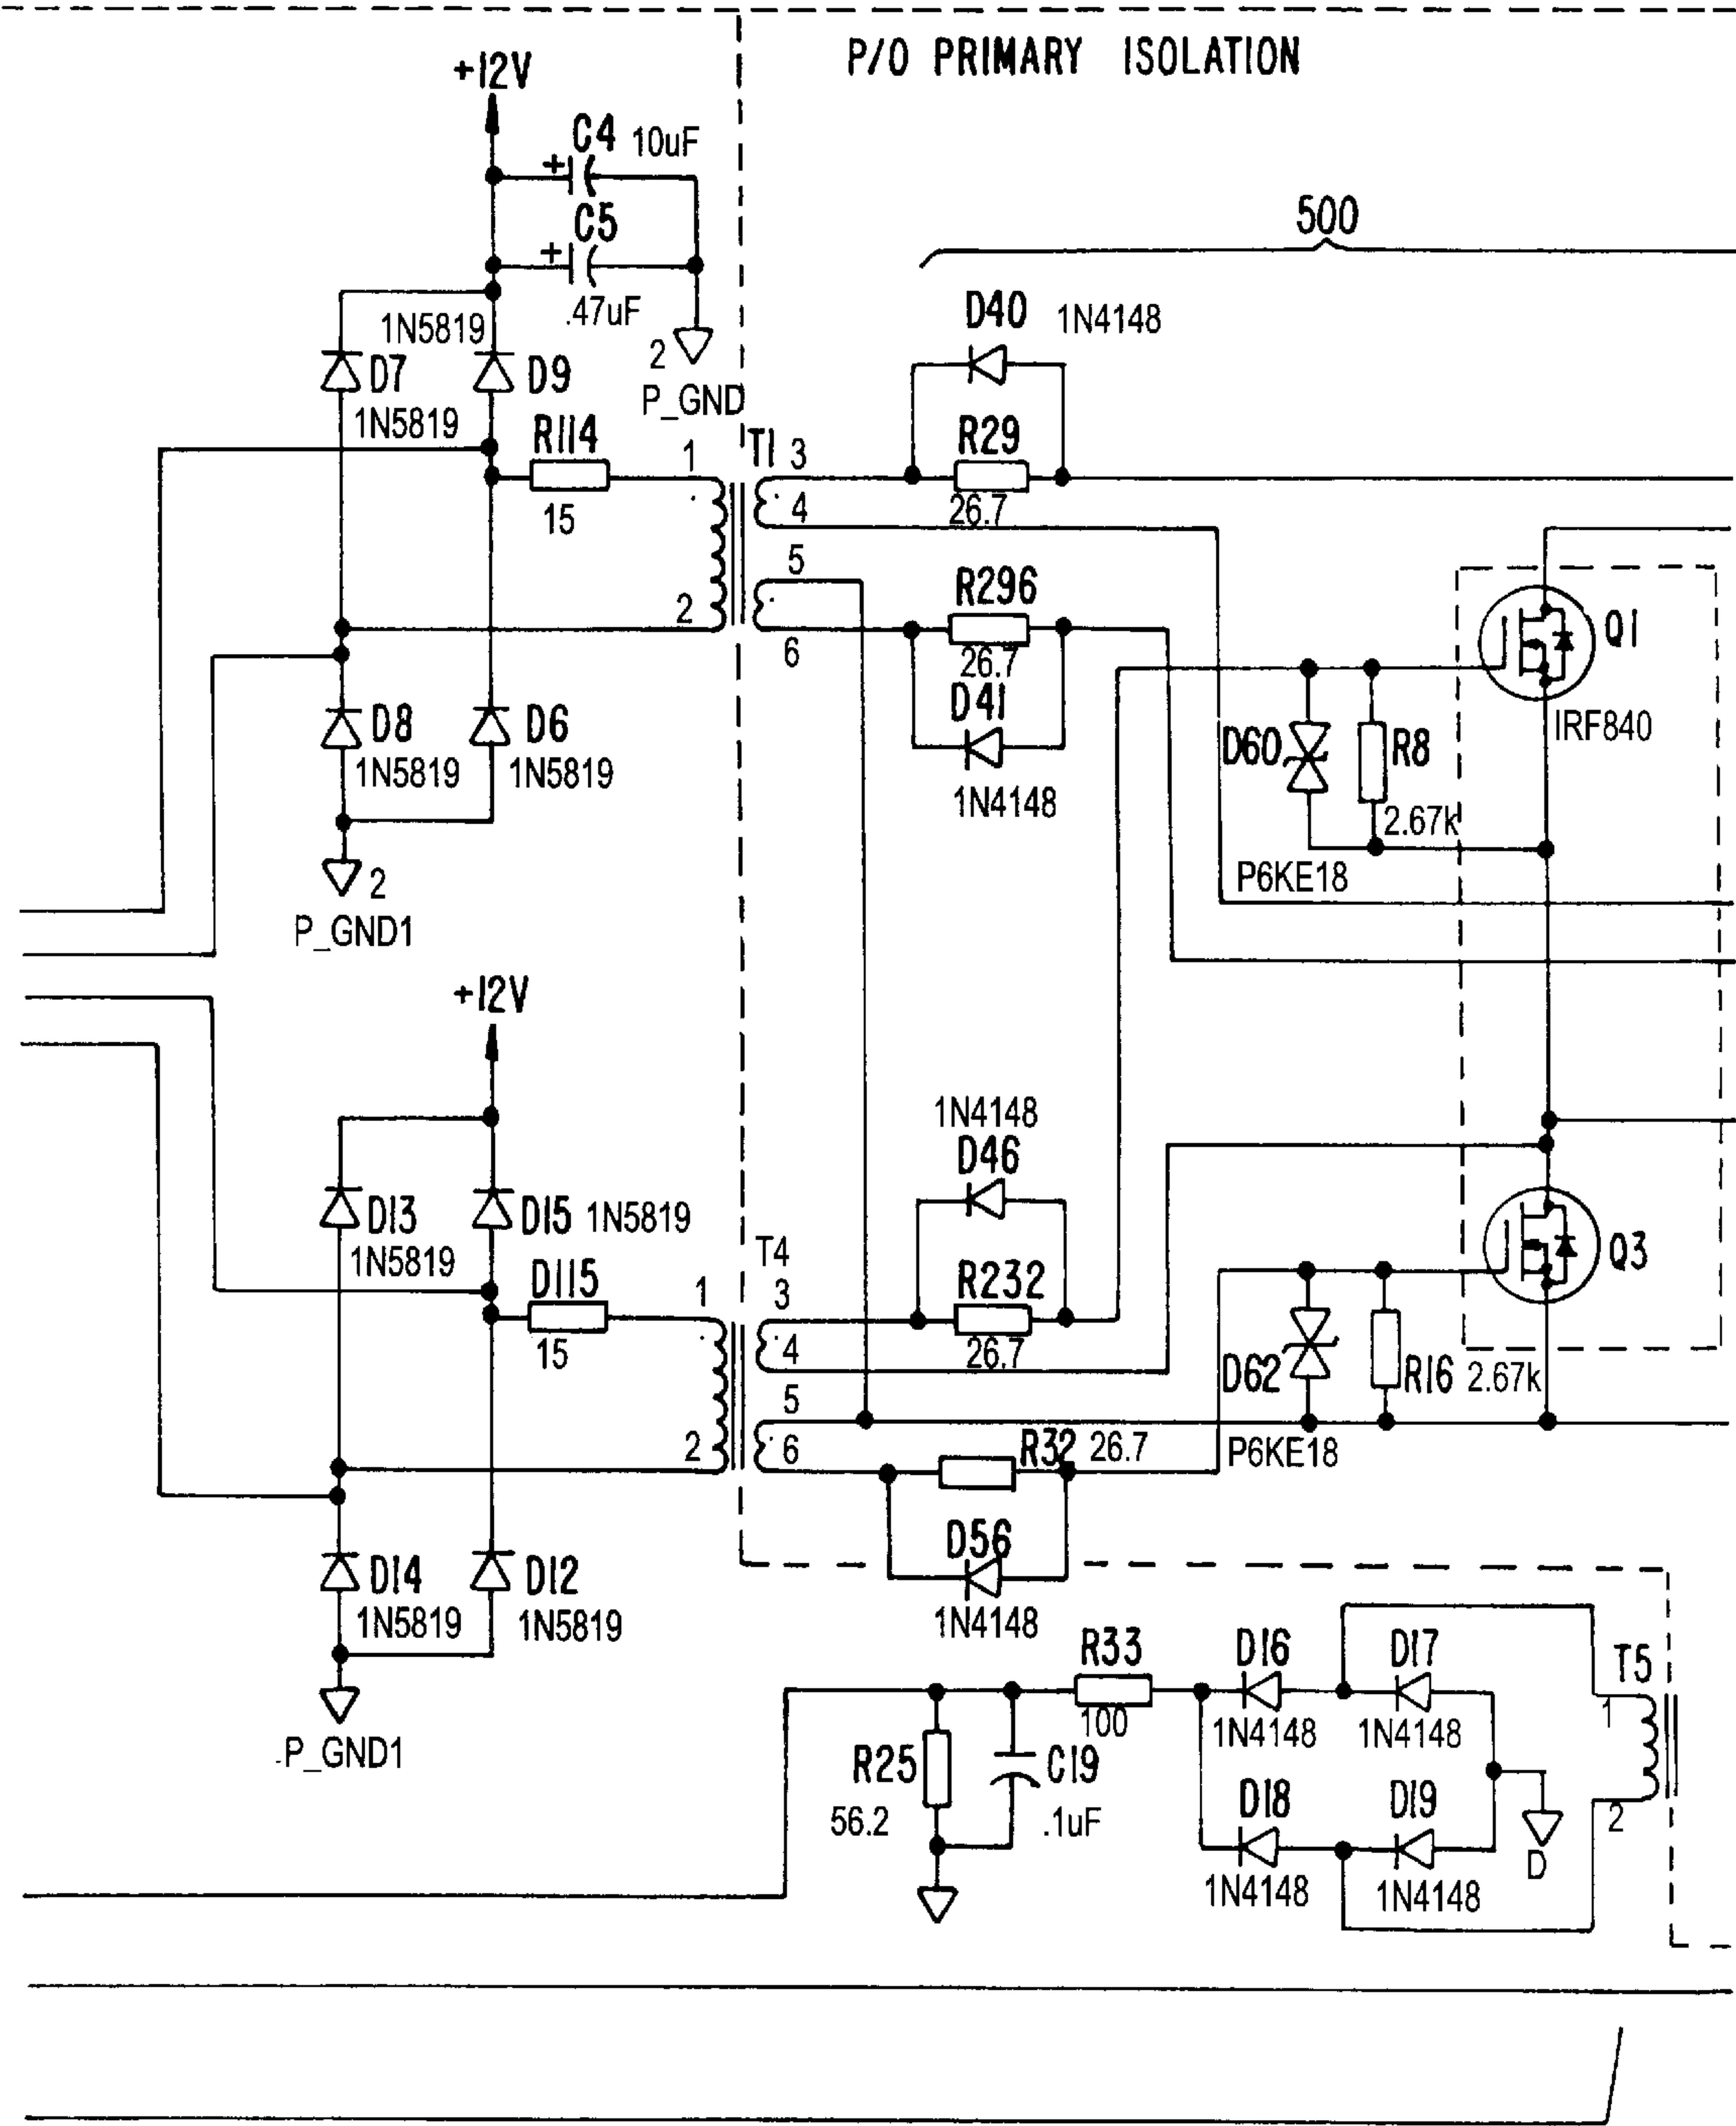 P/O PRIMARY ISOLATION
+12V
C4 10uF
+
C5
+
.47uF
500
1N5819
2
P_GND
D40 1N4148
D7
D9
1N5819
R114
15
1
T1
3
R29
26.7
4
5
R296
26.7
2
6
D41
1N4148
Q1
IRF840
D8
1N5819
D6
1N5819
D60
R8
2.67k
P6KE18
2
P_GND1
+12V
1N4148
D46
D13
1N5819
D15 1N5819
D115
15
T4
1
3
R232
26.7
4
Q3
D62
R16 2.67k
5
2
6
R32 26.7
P6KE18
D56
1N4148
D14
1N5819
D12
1N5819
P_GND1
R33
100
D16
1N4148
D17
1N4148
T5
1
R25
56.2
C19
.1uF
D18
1N4148
D19
1N4148
D
2